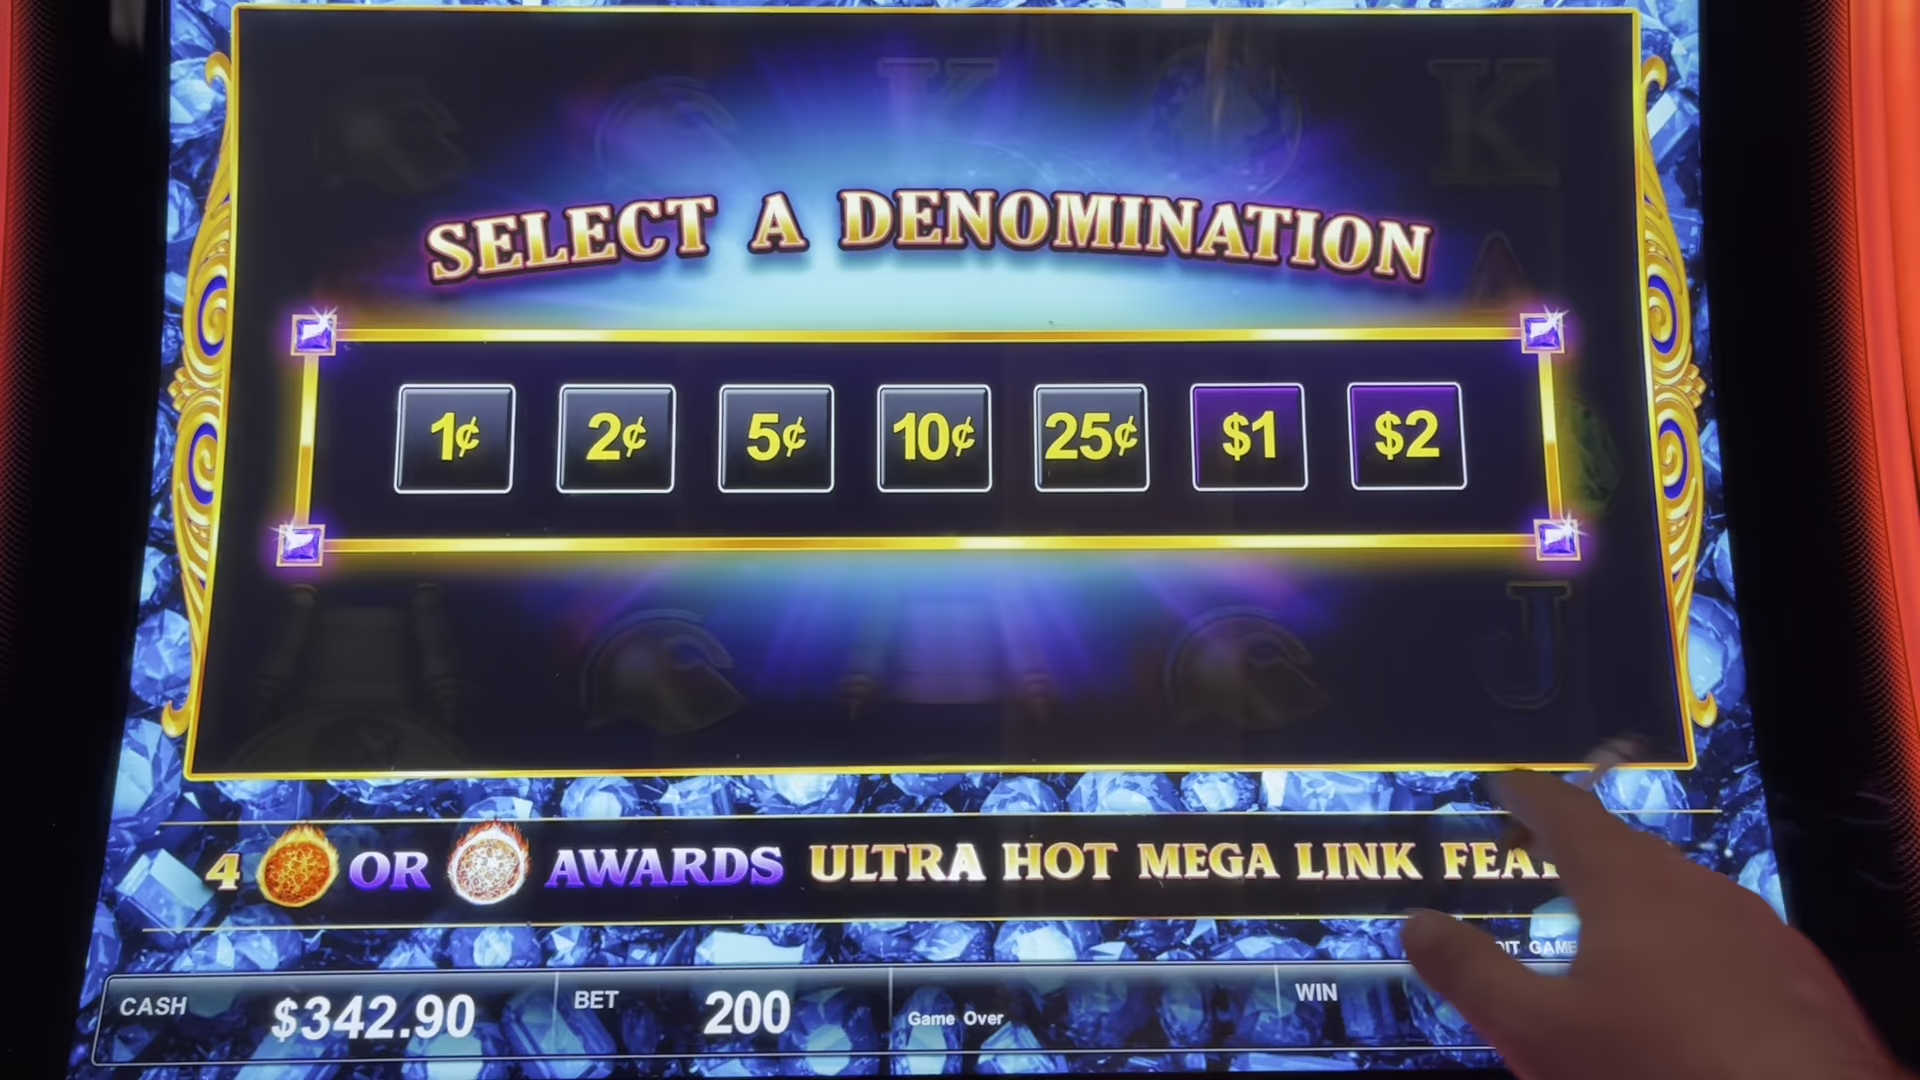 SELECT A DENOMINATION
1¢ 2¢ 5¢ 10¢ 25¢ $1 $2
4 OR AWARDS ULTRA HOT MEGA LINK
GAME
CASH $342.90 BET 200 Game Over WIN
K K
J